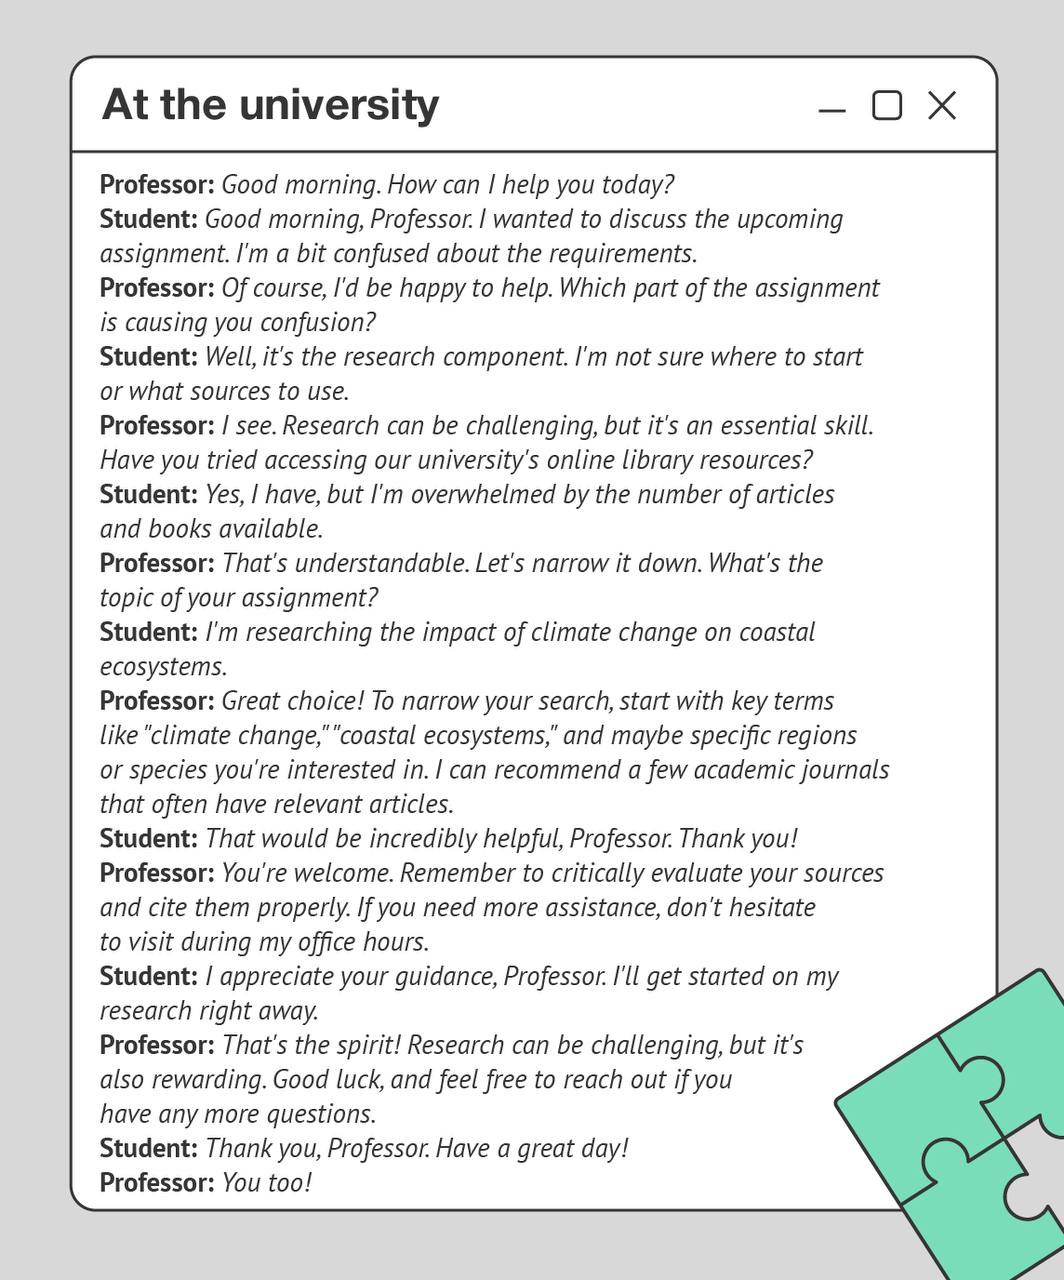 At the university
Professor: Good morning. How can I help you today?
Student: Good morning, Professor. I wanted to discuss the upcoming
assignment. I'm a bit confused about the requirements.
Professor: Of course, I'd be happy to help. Which part of the assignment
is causing you confusion?
Student: Well, it's the research component. I'm not sure where to start
or what sources to use.
Professor: I see. Research can be challenging, but it's an essential skill.
Have you tried accessing our university's online library resources?
Student: Yes, I have, but I'm overwhelmed by the number of articles
and books available.
Professor: That's understandable. Let's narrow it down. What's the
topic of your assignment?
Student: I'm researching the impact of climate change on coastal
ecosystems.
Professor: Great choice! To narrow your search, start with key terms
like "climate change," "coastal ecosystems," and maybe specific regions
or species you're interested in. I can recommend a few academic journals
that often have relevant articles.
Student: That would be incredibly helpful, Professor. Thank you!
Professor: You're welcome. Remember to critically evaluate your sources
and cite them properly. If you need more assistance, don't hesitate
to visit during my office hours.
Student: I appreciate your guidance, Professor. I'll get started on my
research right away.
Professor: That's the spirit! Research can be challenging, but it's
also rewarding. Good luck, and feel free to reach out if you
have any more questions.
Student: Thank you, Professor. Have a great day!
Professor: You too!